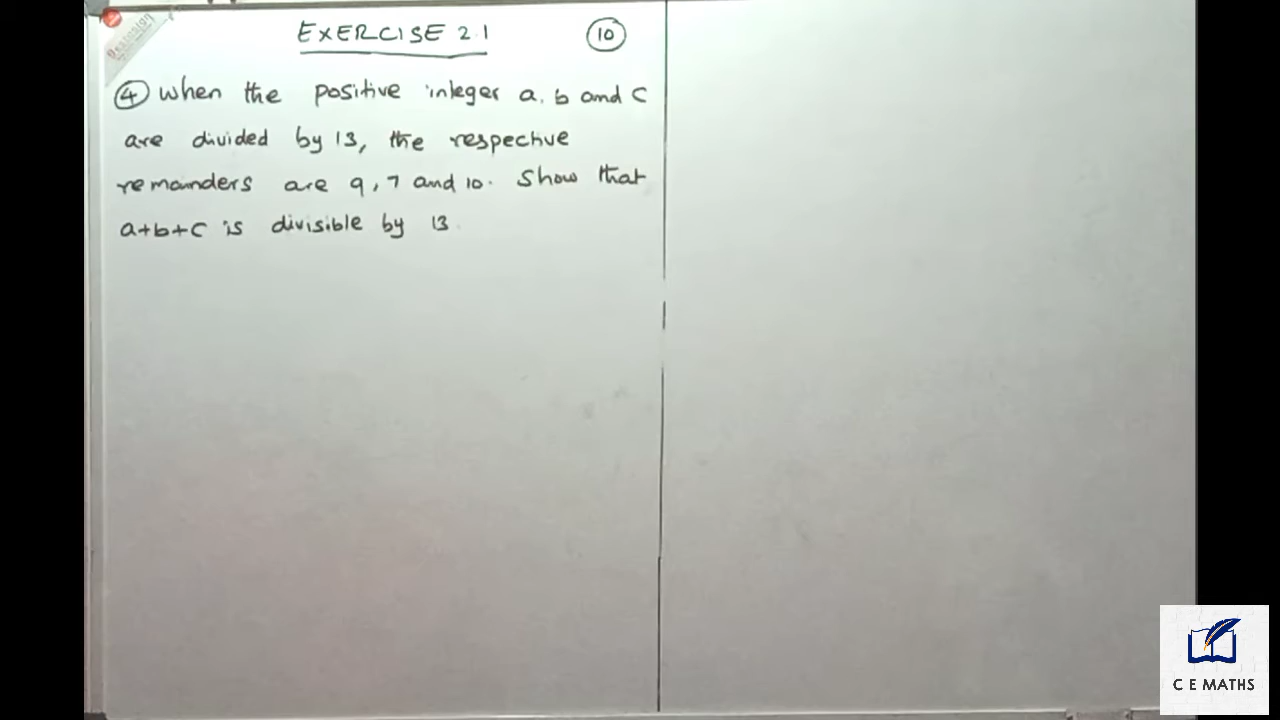 EXERCISE 2.1
10
4 When the positive integer a, b and c
are divided by 13, the respective
remainders are 9, 7 and 10. Show that
a+b+c is divisible by 13.
C E MATHS